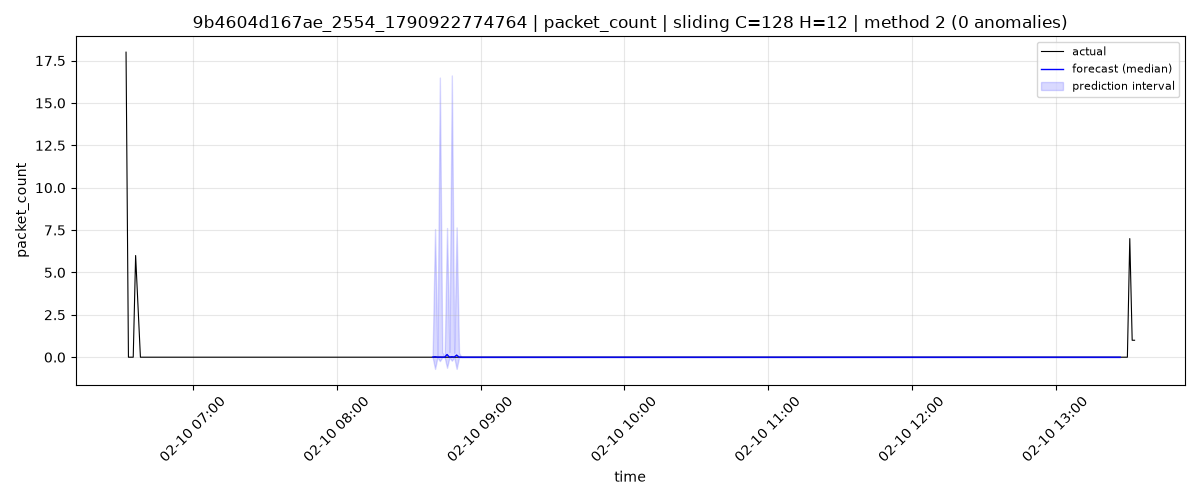 9b4604d167ae_2554_1790922774764 | packet_count | sliding C=128 H=12 | method 2 (0 anomalies)
actual
forecast (median)
prediction interval
17.5
15.0
12.5
10.0
7.5
5.0
2.5
0.0
packet_count
02-10 07:00
02-10 08:00
02-10 09:00
02-10 10:00
02-10 11:00
02-10 12:00
02-10 13:00
time